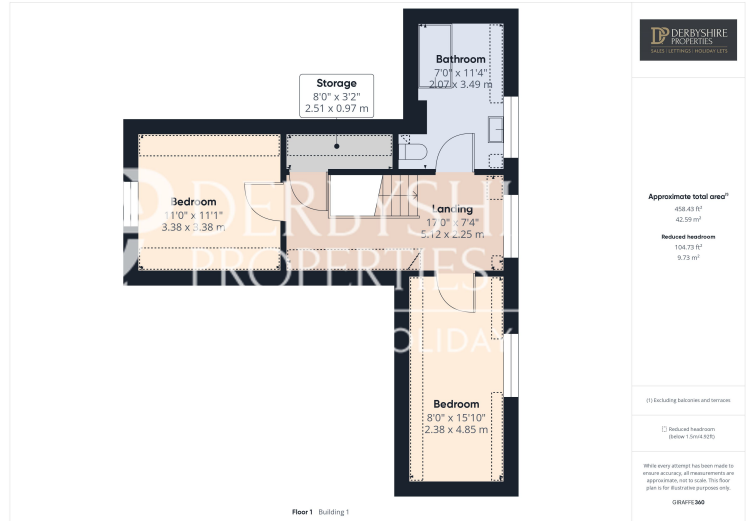 Bathroom
7'0" x 11'4"
2.07 x 3.49 m
Storage
8'0" x 3'2"
2.51 x 0.97 m
Bedroom
11'0" x 11'1"
3.38 x 3.38 m
Landing
17'0" x 7'4"
5.12 x 2.25 m
DERBYSHIRE
PROPERTIES
HOLIDAY
Bedroom
8'0" x 15'10"
2.38 x 4.85 m
Floor 1 Building 1
DP DERBYSHIRE
PROPERTIES
SALES | LETTINGS | HOLIDAY LETS
Approximate total area⁽¹⁾
458.43 ft²
42.59 m²
Reduced headroom
104.73 ft²
9.73 m²
(1) Excluding balconies and terraces
Reduced headroom
(below 1.5m/4.92ft)
While every attempt has been made to
ensure accuracy, all measurements are
approximate, not to scale. This floor
plan is for illustrative purposes only.
GIRAFFE360